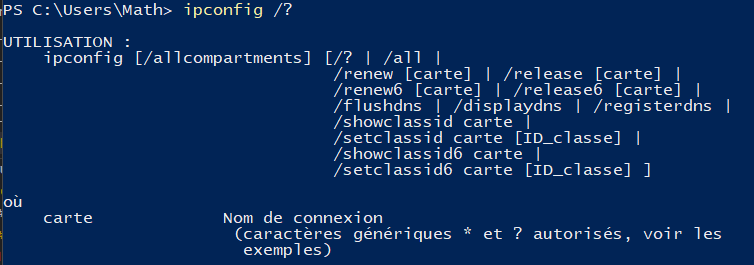 PS C:\Users\Math> ipconfig /?
UTILISATION :
ipconfig [/allcompartments] [/? | /all |
/renew [carte] | /release [carte] |
/renew6 [carte] | /release6 [carte] |
/flushdns | /displaydns | /registerdns |
/showclassid carte |
/setclassid carte [ID_classe] |
/showclassid6 carte |
/setclassid6 carte [ID_classe] ]
où
carte Nom de connexion
(caractères génériques * et ? autorisés, voir les
exemples)